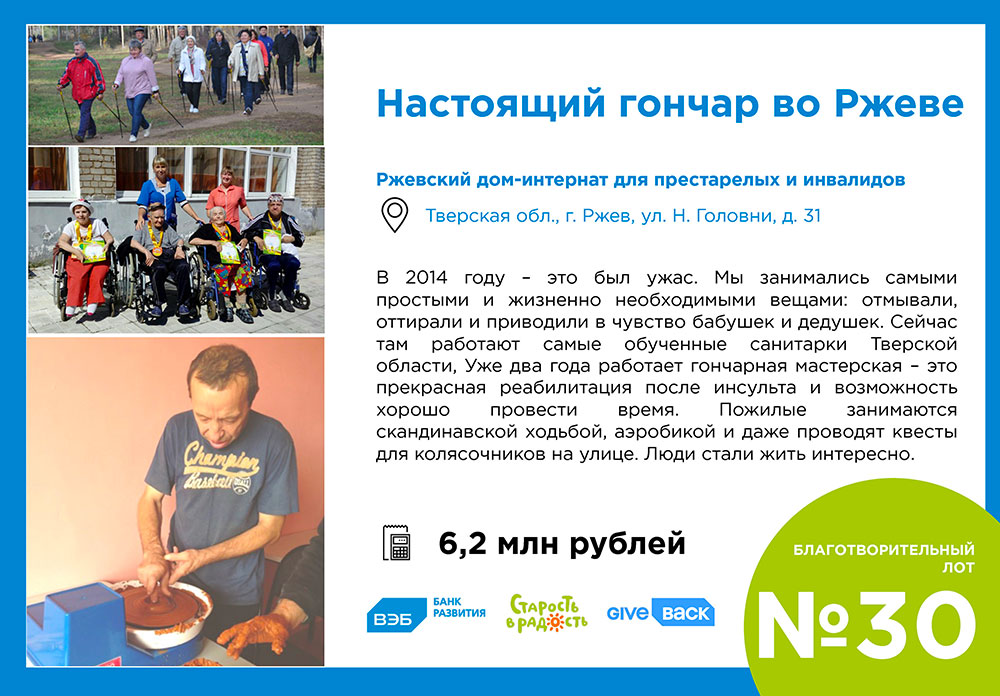 Настоящий гончар во Ржеве
Ржевский дом-интернат для престарелых и инвалидов
Тверская обл., г. Ржев, ул. Н. Головни, д. 31
В 2014 году – это был ужас. Мы занимались самыми
простыми и жизненно необходимыми вещами: отмывали,
оттирали и приводили в чувство бабушек и дедушек. Сейчас
там работают самые обученные санитарки Тверской
области, Уже два года работает гончарная мастерская – это
прекрасная реабилитация после инсульта и возможность
хорошо провести время. Пожилые занимаются
скандинавской ходьбой, аэробикой и даже проводят квесты
для колясочников на улице. Люди стали жить интересно.
6,2 млн рублей
ВЭБ
БАНК
РАЗВИТИЯ
Старость
в радость
GIVE BACK
БЛАГОТВОРИТЕЛЬНЫЙ
ЛОТ
№30
Champion
Baseball